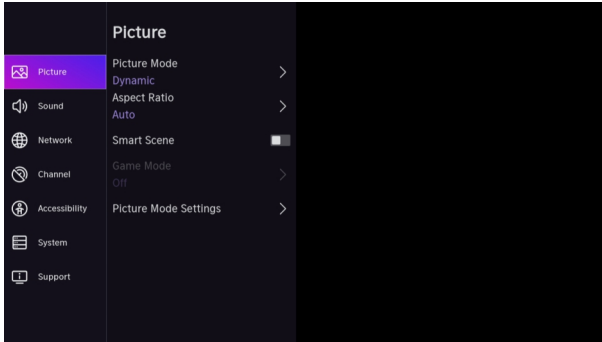 Picture
Sound
Network
Channel
Accessibility
System
Support
Picture
Picture Mode
Dynamic
Aspect Ratio
Auto
Smart Scene
Game Mode
Off
Picture Mode Settings